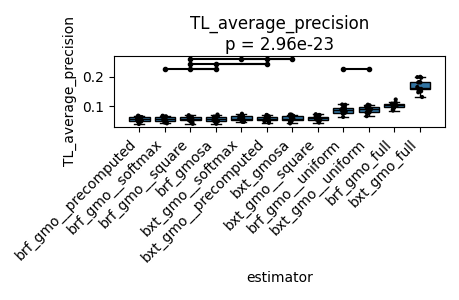 TL_average_precision
p = 2.96e-23
TL_average_precision
0.2
0.1
brf_gmo__precomputed
brf_gmo__softmax
brf_gmo__square
brf_gmosa
bxt_gmo__softmax
bxt_gmo__precomputed
bxt_gmosa
bxt_gmo__square
brf_gmo__uniform
bxt_gmo__uniform
brf_gmo_full
bxt_gmo_full
estimator